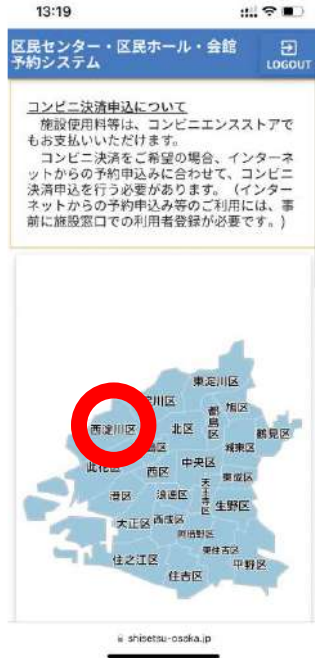 13:19
区民センター・区民ホール・会館
予約システム
LOGOUT
コンビニ決済申込について
施設使用料等は、コンビニエンスストアで
もお支払いいただけます。
コンビニ決済をご希望の場合、インターネ
ットからの予約申込みに合わせて、コンビニ
決済申込を行う必要があります。（インター
ネットからの予約申込み等のご利用には、事
前に施設窓口での利用者登録が必要です。)
東淀川区
淀川区
旭区
都島区
西淀川区
北区
鶴見区
城東区
此花区
西区
中央区
東成区
港区
浪速区
天王寺区
生野区
大正区
西成区
阿倍野区
東住吉区
住之江区
平野区
住吉区
shisetsu-osaka.jp